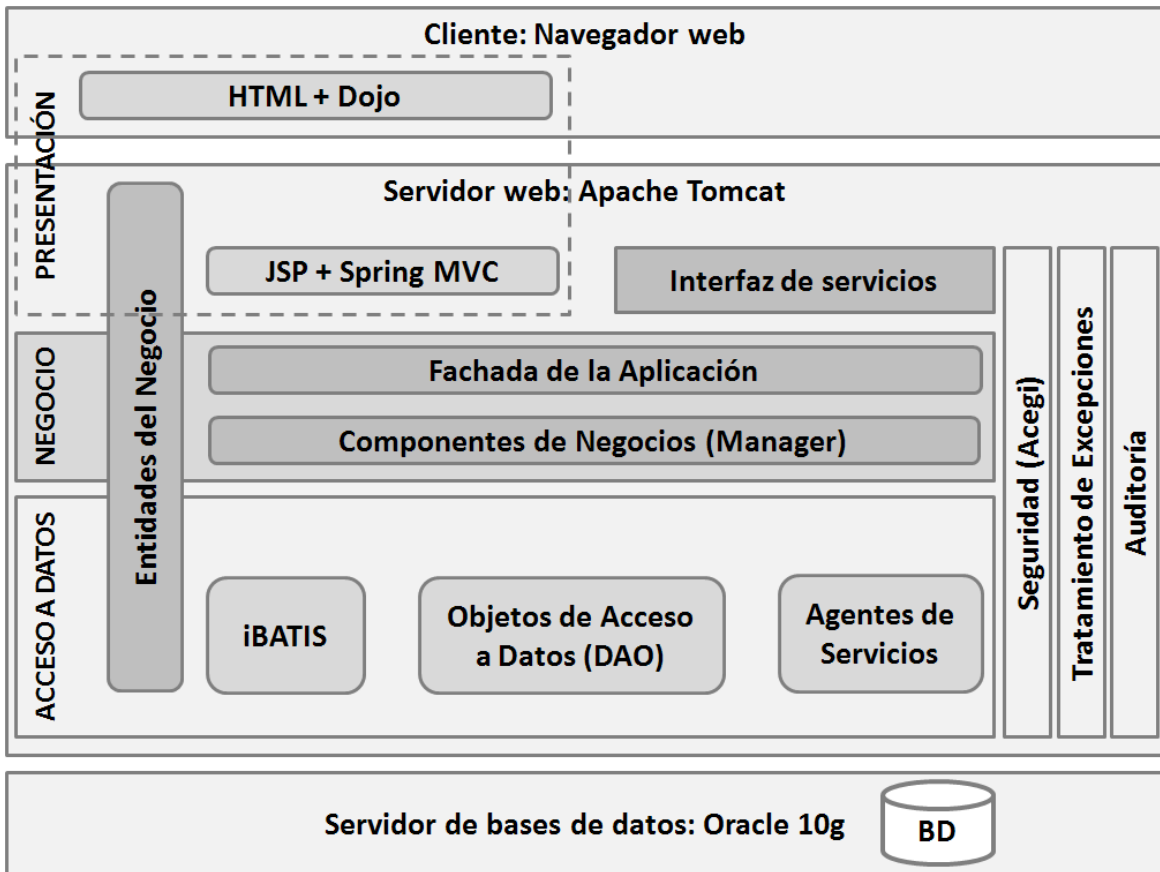 Cliente: Navegador web
HTML + Dojo
PRESENTACIÓN
Servidor web: Apache Tomcat
JSP + Spring MVC
Interfaz de servicios
NEGOCIO
Entidades del Negocio
Fachada de la Aplicación
Componentes de Negocios (Manager)
ACCESO A DATOS
iBATIS
Objetos de Acceso
a Datos (DAO)
Agentes de
Servicios
Seguridad (Acegi)
Tratamiento de Excepciones
Auditoría
Servidor de bases de datos: Oracle 10g
BD